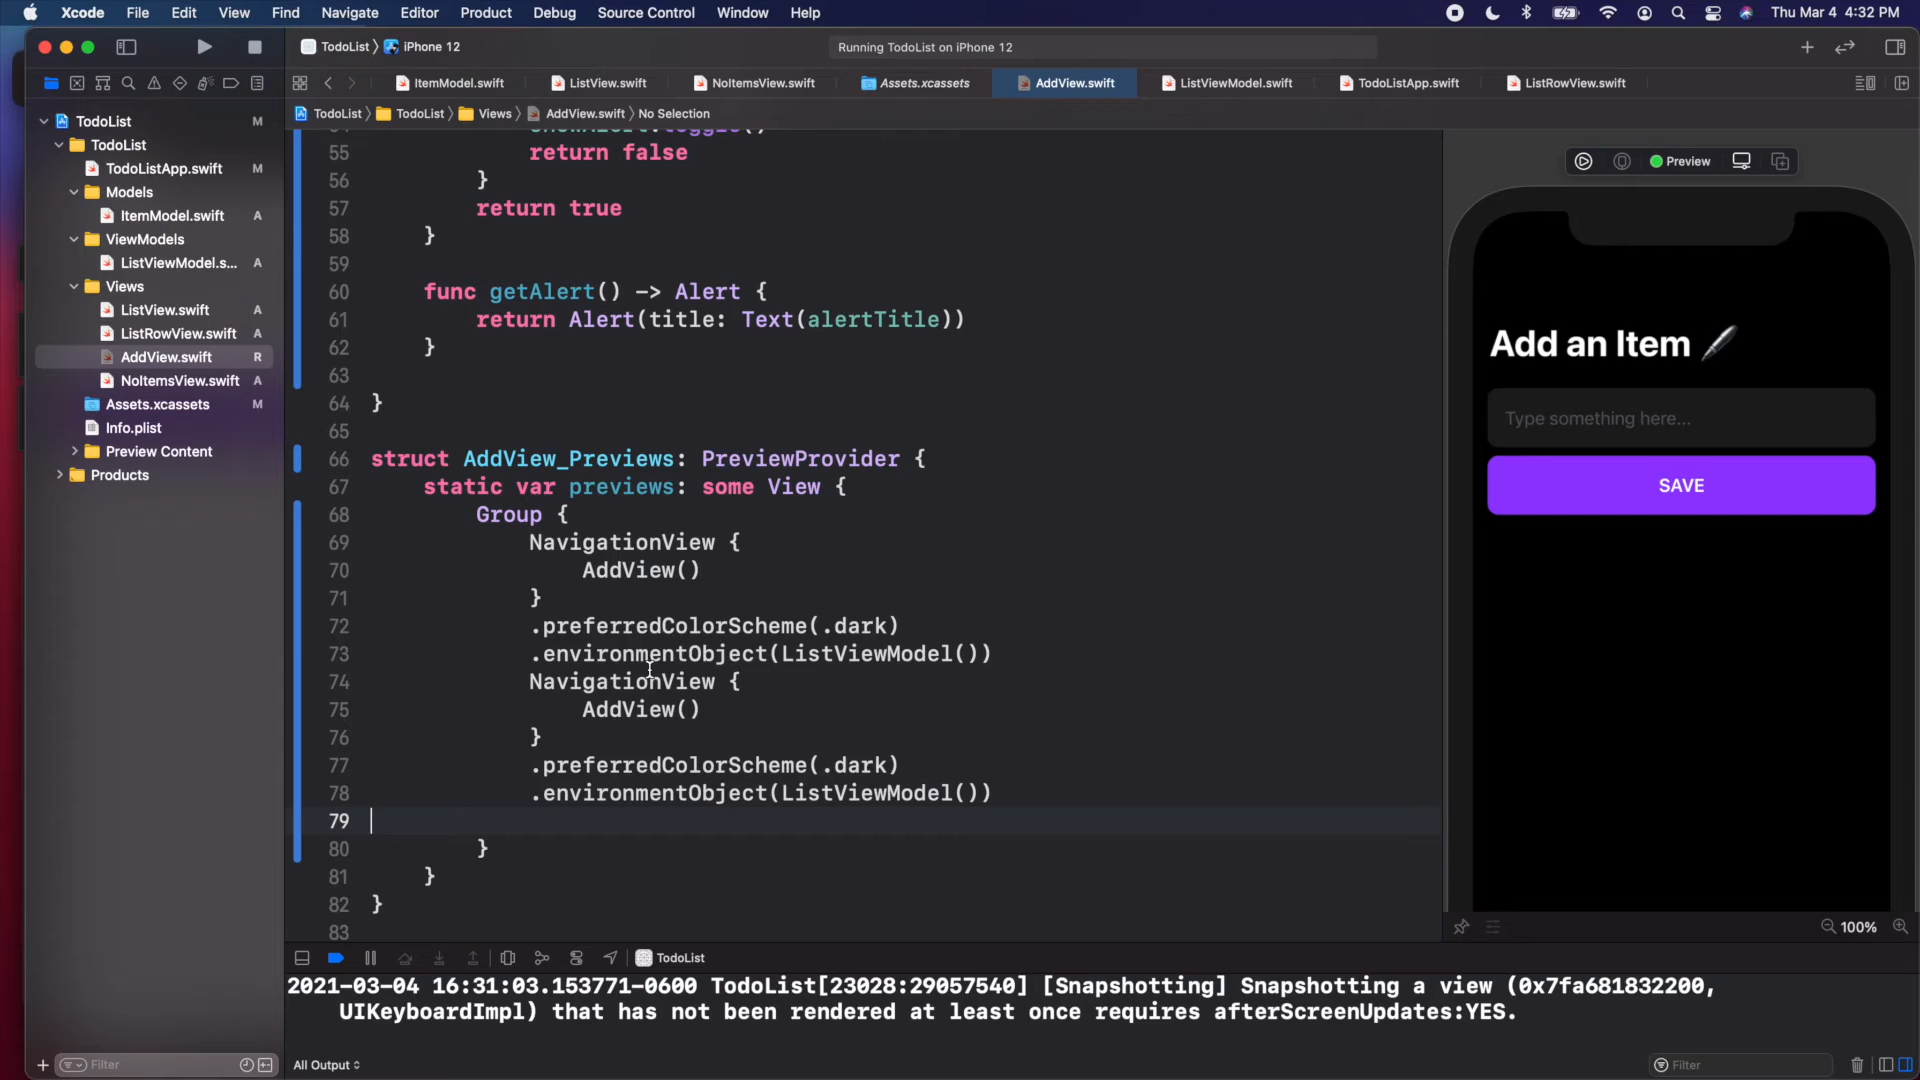 Xcode File Edit View Find Navigate Editor Product Debug Source Control Window Help Thu Mar 4 4:32 PM
TodoList iPhone 12 Running TodoList on iPhone 12
ItemModel.swift ListView.swift NoItemsView.swift Assets.xcassets AddView.swift ListViewModel.swift TodoListApp.swift ListRowView.swift
TodoList TodoList Views AddView.swift No Selection
TodoList M
TodoList
TodoListApp.swift M
Models
ItemModel.swift A
ViewModels
ListViewModel.s... A
Views
ListView.swift A
ListRowView.swift A
AddView.swift R
NoItemsView.swift A
Assets.xcassets M
Info.plist
Preview Content
Products
Filter
55 return false
56 }
57 return true
58 }
59
60 func getAlert() -> Alert {
61 return Alert(title: Text(alertTitle))
62 }
63
64 }
65
66 struct AddView_Previews: PreviewProvider {
67 static var previews: some View {
68 Group {
69 NavigationView {
70 AddView()
71 }
72 .preferredColorScheme(.dark)
73 .environmentObject(ListViewModel())
74 NavigationView {
75 AddView()
76 }
77 .preferredColorScheme(.dark)
78 .environmentObject(ListViewModel())
79
80 }
81 }
82 }
83
Preview
Add an Item
Type something here...
SAVE
100%
TodoList
2021-03-04 16:31:03.153771-0600 TodoList[23028:29057540] [Snapshotting] Snapshotting a view (0x7fa681832200,
UIKeyboardImpl) that has not been rendered at least once requires afterScreenUpdates:YES.
All Output Filter